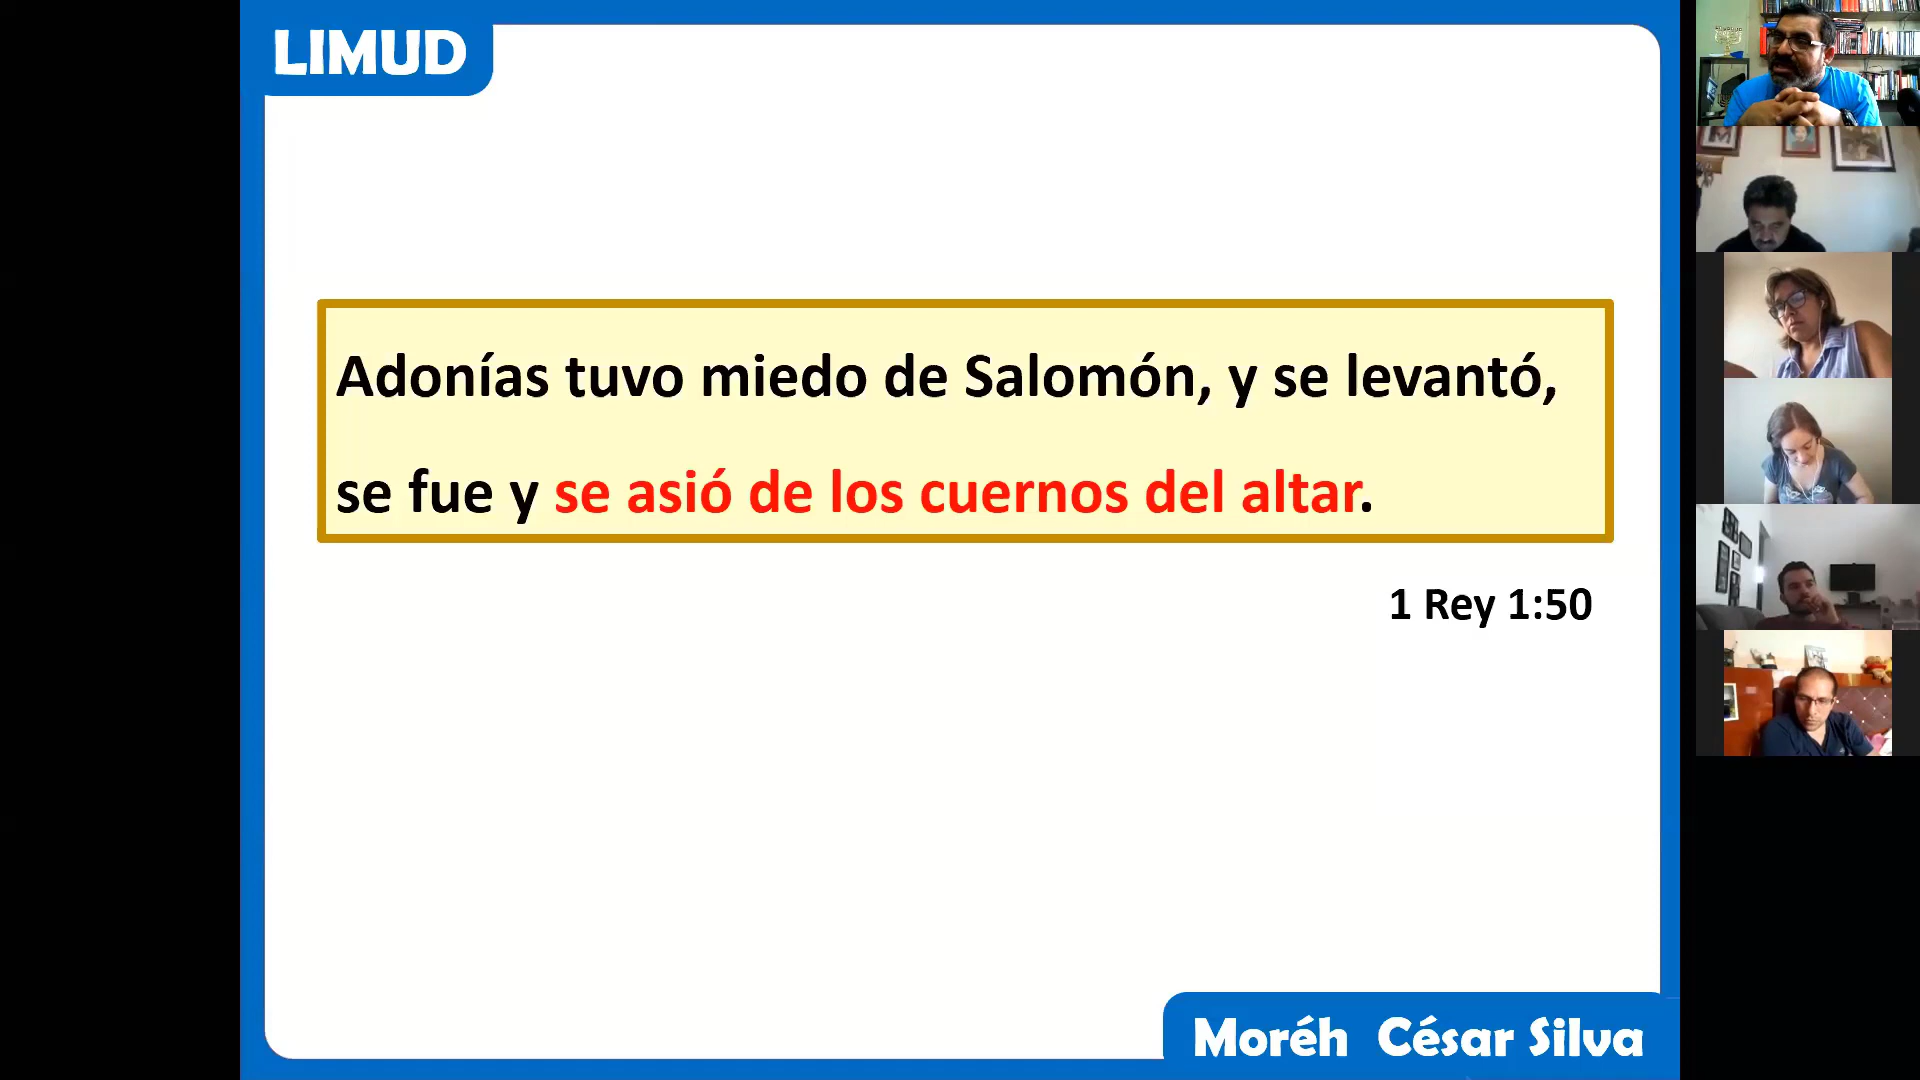 LIMUD
Adonías tuvo miedo de Salomón, y se levantó,
se fue y se asió de los cuernos del altar.
1 Rey 1:50
Moréh César Silva